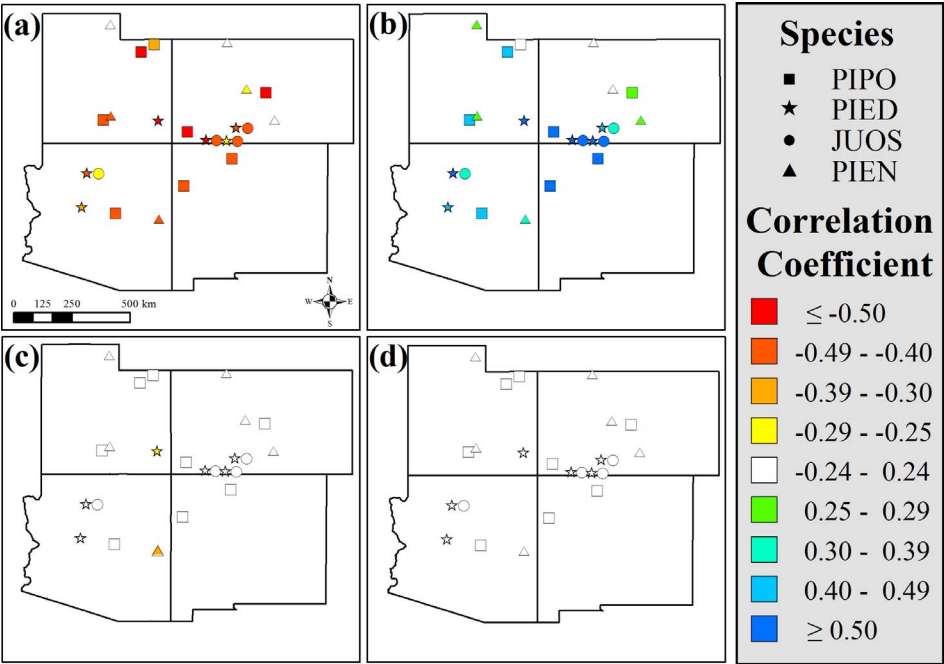 (a)
(b)
N
W E
S
0 125 250 500 km
(c)
(d)
Species
PIPO
PIED
JUOS
PIEN
Correlation
Coefficient
≤ -0.50
-0.49 - -0.40
-0.39 - -0.30
-0.29 - -0.25
-0.24 - 0.24
0.25 - 0.29
0.30 - 0.39
0.40 - 0.49
≥ 0.50